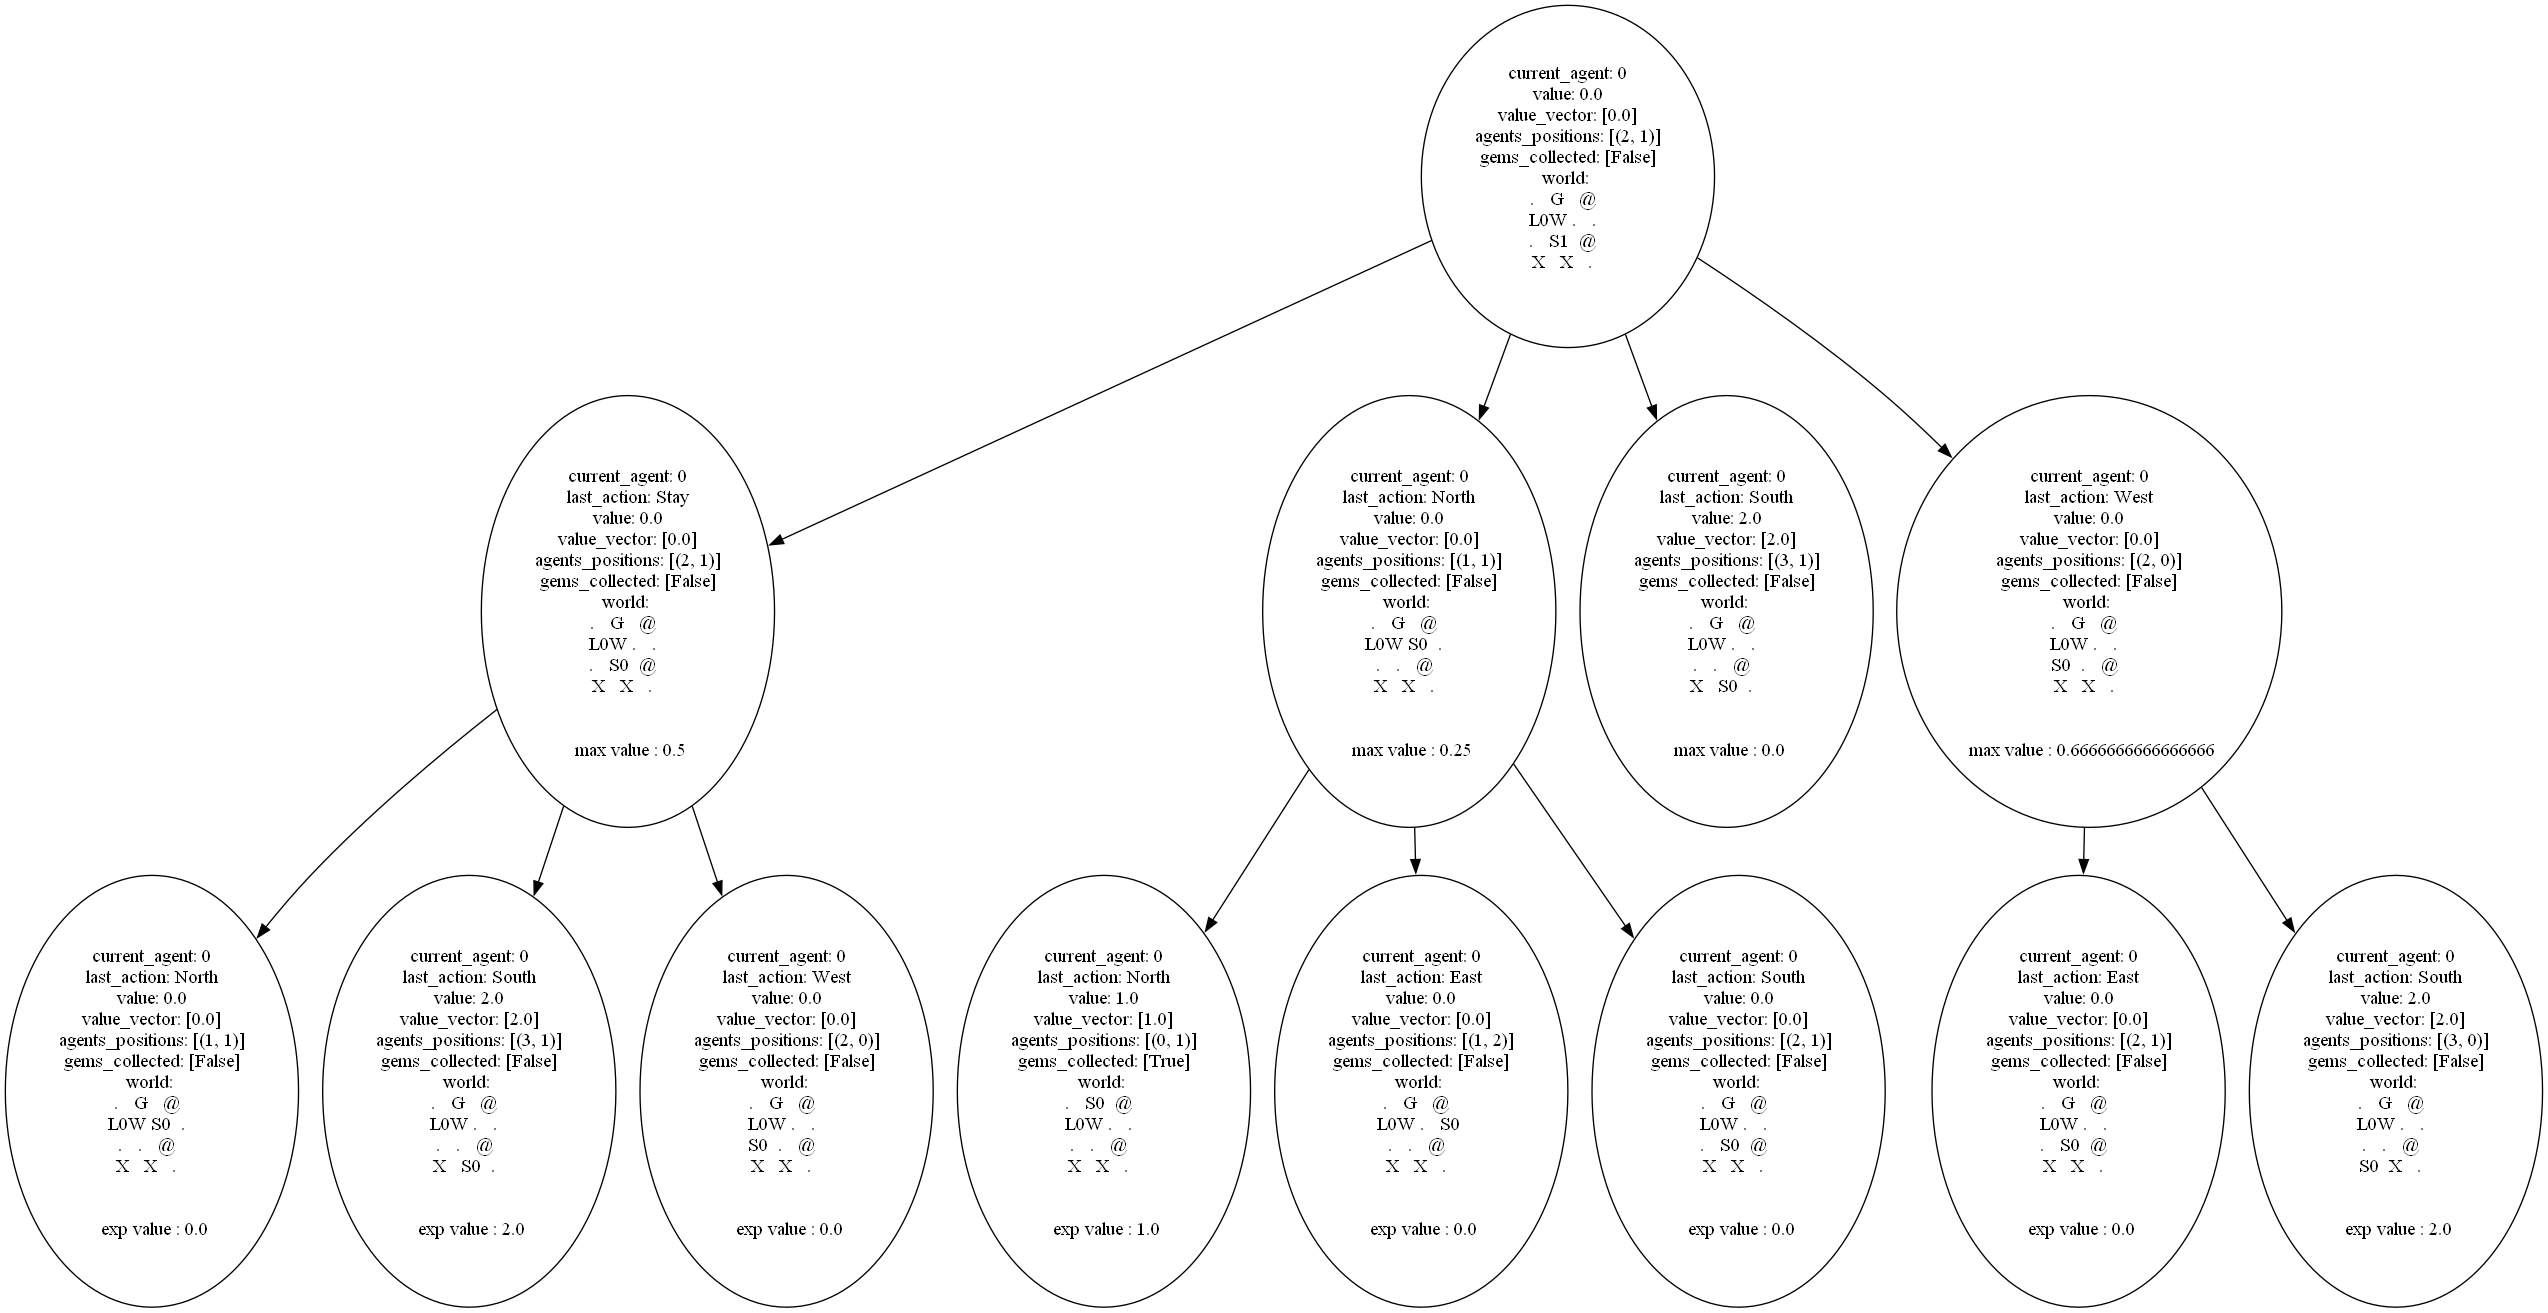 current_agent: 0
value: 0.0
value_vector: [0.0]
agents_positions: [(2, 1)]
gems_collected: [False]
world:
. G @
L0W . .
. S1 @
X X .
current_agent: 0
last_action: Stay
value: 0.0
value_vector: [0.0]
agents_positions: [(2, 1)]
gems_collected: [False]
world:
. G @
L0W . .
. S0 @
X X .
max value : 0.5
current_agent: 0
last_action: North
value: 0.0
value_vector: [0.0]
agents_positions: [(1, 1)]
gems_collected: [False]
world:
. G @
L0W S0 .
. . @
X X .
max value : 0.25
current_agent: 0
last_action: South
value: 2.0
value_vector: [2.0]
agents_positions: [(3, 1)]
gems_collected: [False]
world:
. G @
L0W . .
. . @
X S0 .
max value : 0.0
current_agent: 0
last_action: West
value: 0.0
value_vector: [0.0]
agents_positions: [(2, 0)]
gems_collected: [False]
world:
. G @
L0W . .
S0 . @
X X .
max value : 0.6666666666666666
current_agent: 0
last_action: North
value: 0.0
value_vector: [0.0]
agents_positions: [(1, 1)]
gems_collected: [False]
world:
. G @
L0W S0 .
. . @
X X .
exp value : 0.0
current_agent: 0
last_action: South
value: 2.0
value_vector: [2.0]
agents_positions: [(3, 1)]
gems_collected: [False]
world:
. G @
L0W . .
. . @
X S0 .
exp value : 2.0
current_agent: 0
last_action: West
value: 0.0
value_vector: [0.0]
agents_positions: [(2, 0)]
gems_collected: [False]
world:
. G @
L0W . .
S0 . @
X X .
exp value : 0.0
current_agent: 0
last_action: North
value: 1.0
value_vector: [1.0]
agents_positions: [(0, 1)]
gems_collected: [True]
world:
. S0 @
L0W . .
. . @
X X .
exp value : 1.0
current_agent: 0
last_action: East
value: 0.0
value_vector: [0.0]
agents_positions: [(1, 2)]
gems_collected: [False]
world:
. G @
L0W . S0
. . @
X X .
exp value : 0.0
current_agent: 0
last_action: South
value: 0.0
value_vector: [0.0]
agents_positions: [(2, 1)]
gems_collected: [False]
world:
. G @
L0W . .
. S0 @
X X .
exp value : 0.0
current_agent: 0
last_action: East
value: 0.0
value_vector: [0.0]
agents_positions: [(2, 1)]
gems_collected: [False]
world:
. G @
L0W . .
. S0 @
X X .
exp value : 0.0
current_agent: 0
last_action: South
value: 2.0
value_vector: [2.0]
agents_positions: [(3, 0)]
gems_collected: [False]
world:
. G @
L0W . .
. . @
S0 X .
exp value : 2.0